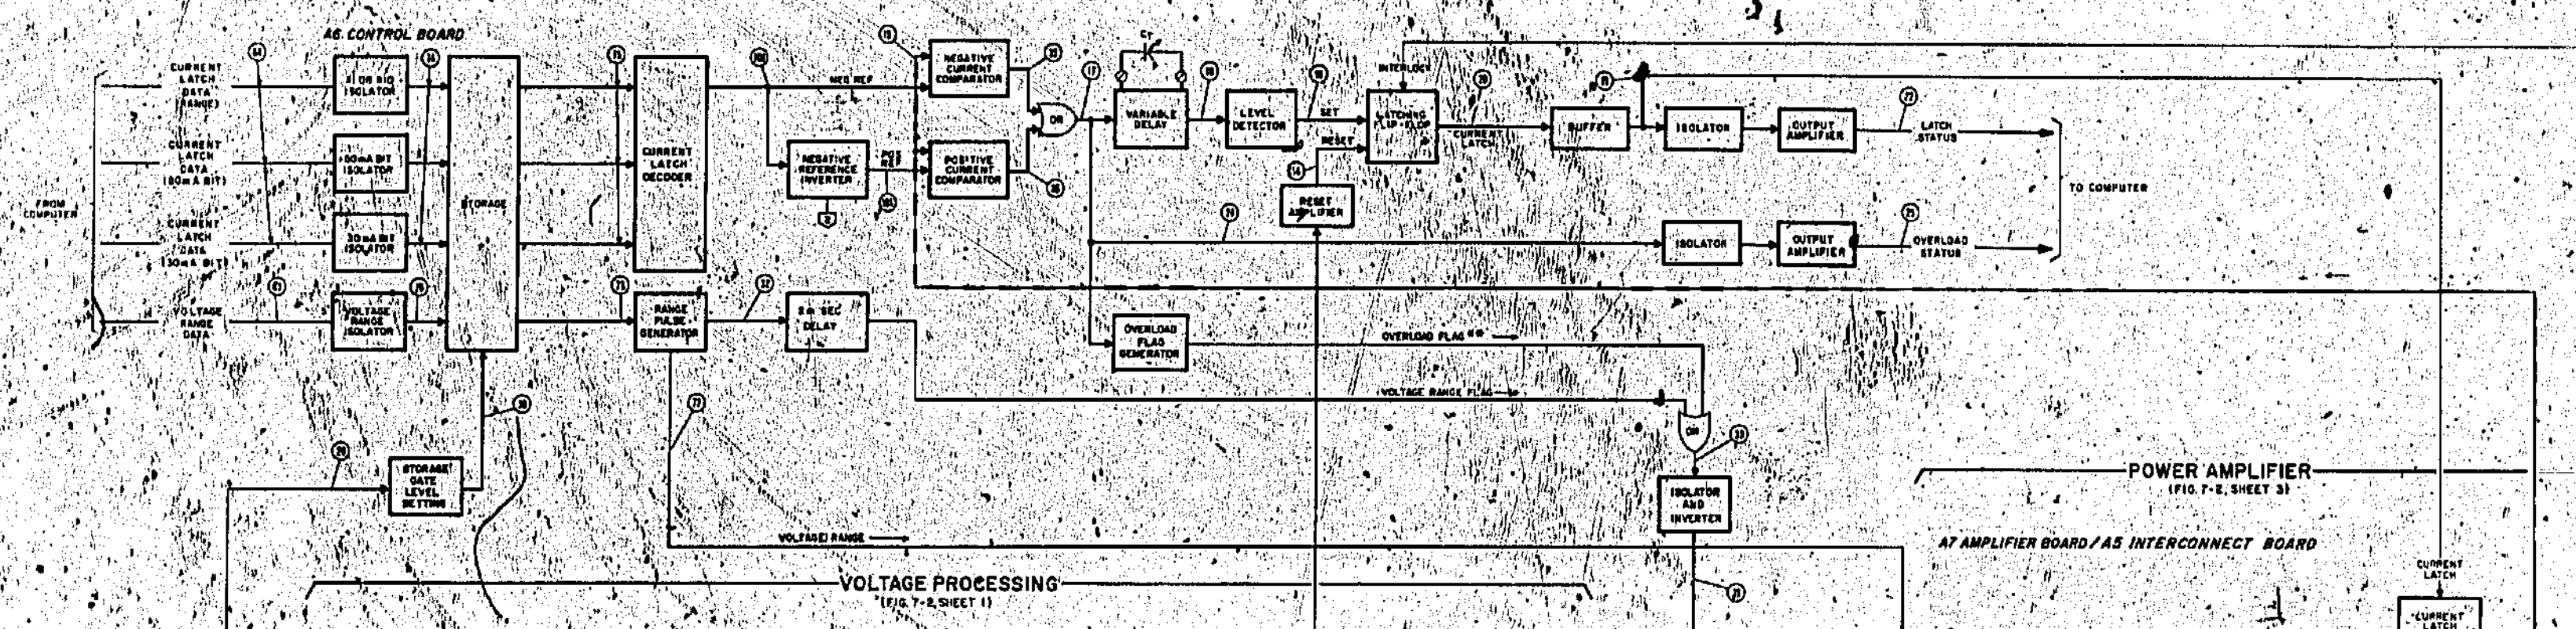 A6 CONTROL BOARD
CURRENT
LATCH
DATA
(RANGE)
ISOLATOR
CURRENT
LATCH
DATA
(80mA BIT)
ISOLATOR
FROM
COMPUTER
CURRENT
LATCH
DATA
(30mA BIT)
30mA BIT
ISOLATOR
VOLTAGE
RANGE
DATA
VOLTAGE
RANGE
ISOLATOR
STORAGE
CURRENT
LATCH
DECODER
RANGE
PULSE
GENERATOR
SEC
DELAY
NEG REF
NEGATIVE
REFERENCE
INVERTER
POS
REF
NEGATIVE
CURRENT
COMPARATOR
POSITIVE
CURRENT
COMPARATOR
OR
VARIABLE
DELAY
LEVEL
DETECTOR
SET
INTERLOCK
LATCHING
FLIP-FLOP
RESET
RESET
AMPLIFIER
CURRENT
LATCH
BUFFER
ISOLATOR
OUTPUT
AMPLIFIER
LATCH
STATUS
TO COMPUTER
ISOLATOR
OUTPUT
AMPLIFIER
OVERLOAD
STATUS
OVERLOAD
FLAG
GENERATOR
OVERLOAD FLAG **
VOLTAGE RANGE FLAG
OR
ISOLATOR
AND
INVERTER
STORAGE
GATE
LEVEL
SETTING
VOLTAGE RANGE
VOLTAGE PROCESSING
(FIG. 7-2, SHEET 1)
POWER AMPLIFIER
(FIG. 7-2, SHEET 3)
A7 AMPLIFIER BOARD / A5 INTERCONNECT BOARD
CURRENT
LATCH
CURRENT
LATCH